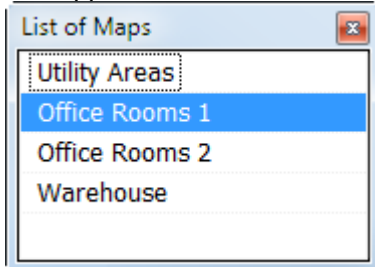 List of Maps
Utility Areas
Office Rooms 1
Office Rooms 2
Warehouse